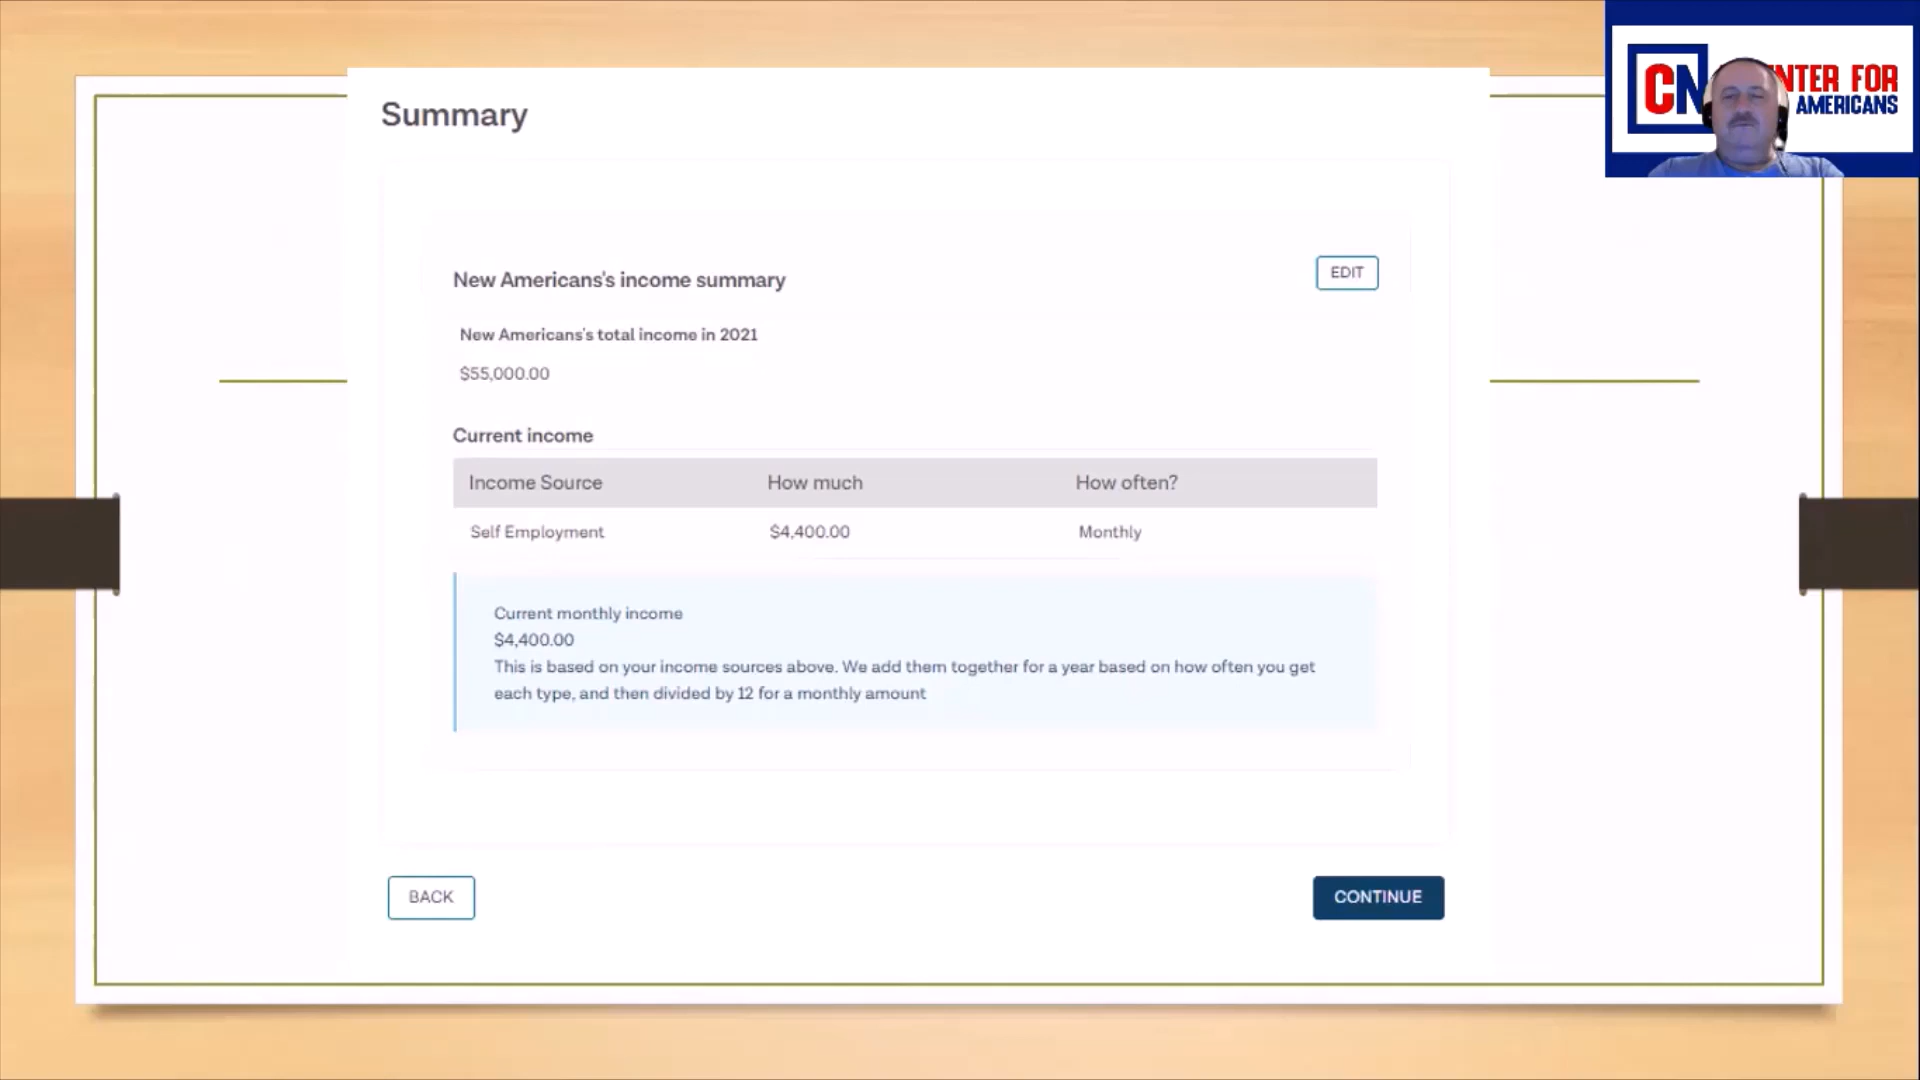 Summary
New Americans's income summary
EDIT
New Americans's total income in 2021
$55,000.00
Current income
Income Source How much How often?
Self Employment $4,400.00 Monthly
Current monthly income
$4,400.00
This is based on your income sources above. We add them together for a year based on how often you get
each type, and then divided by 12 for a monthly amount
BACK
CONTINUE
CN
FOR
AMERICANS